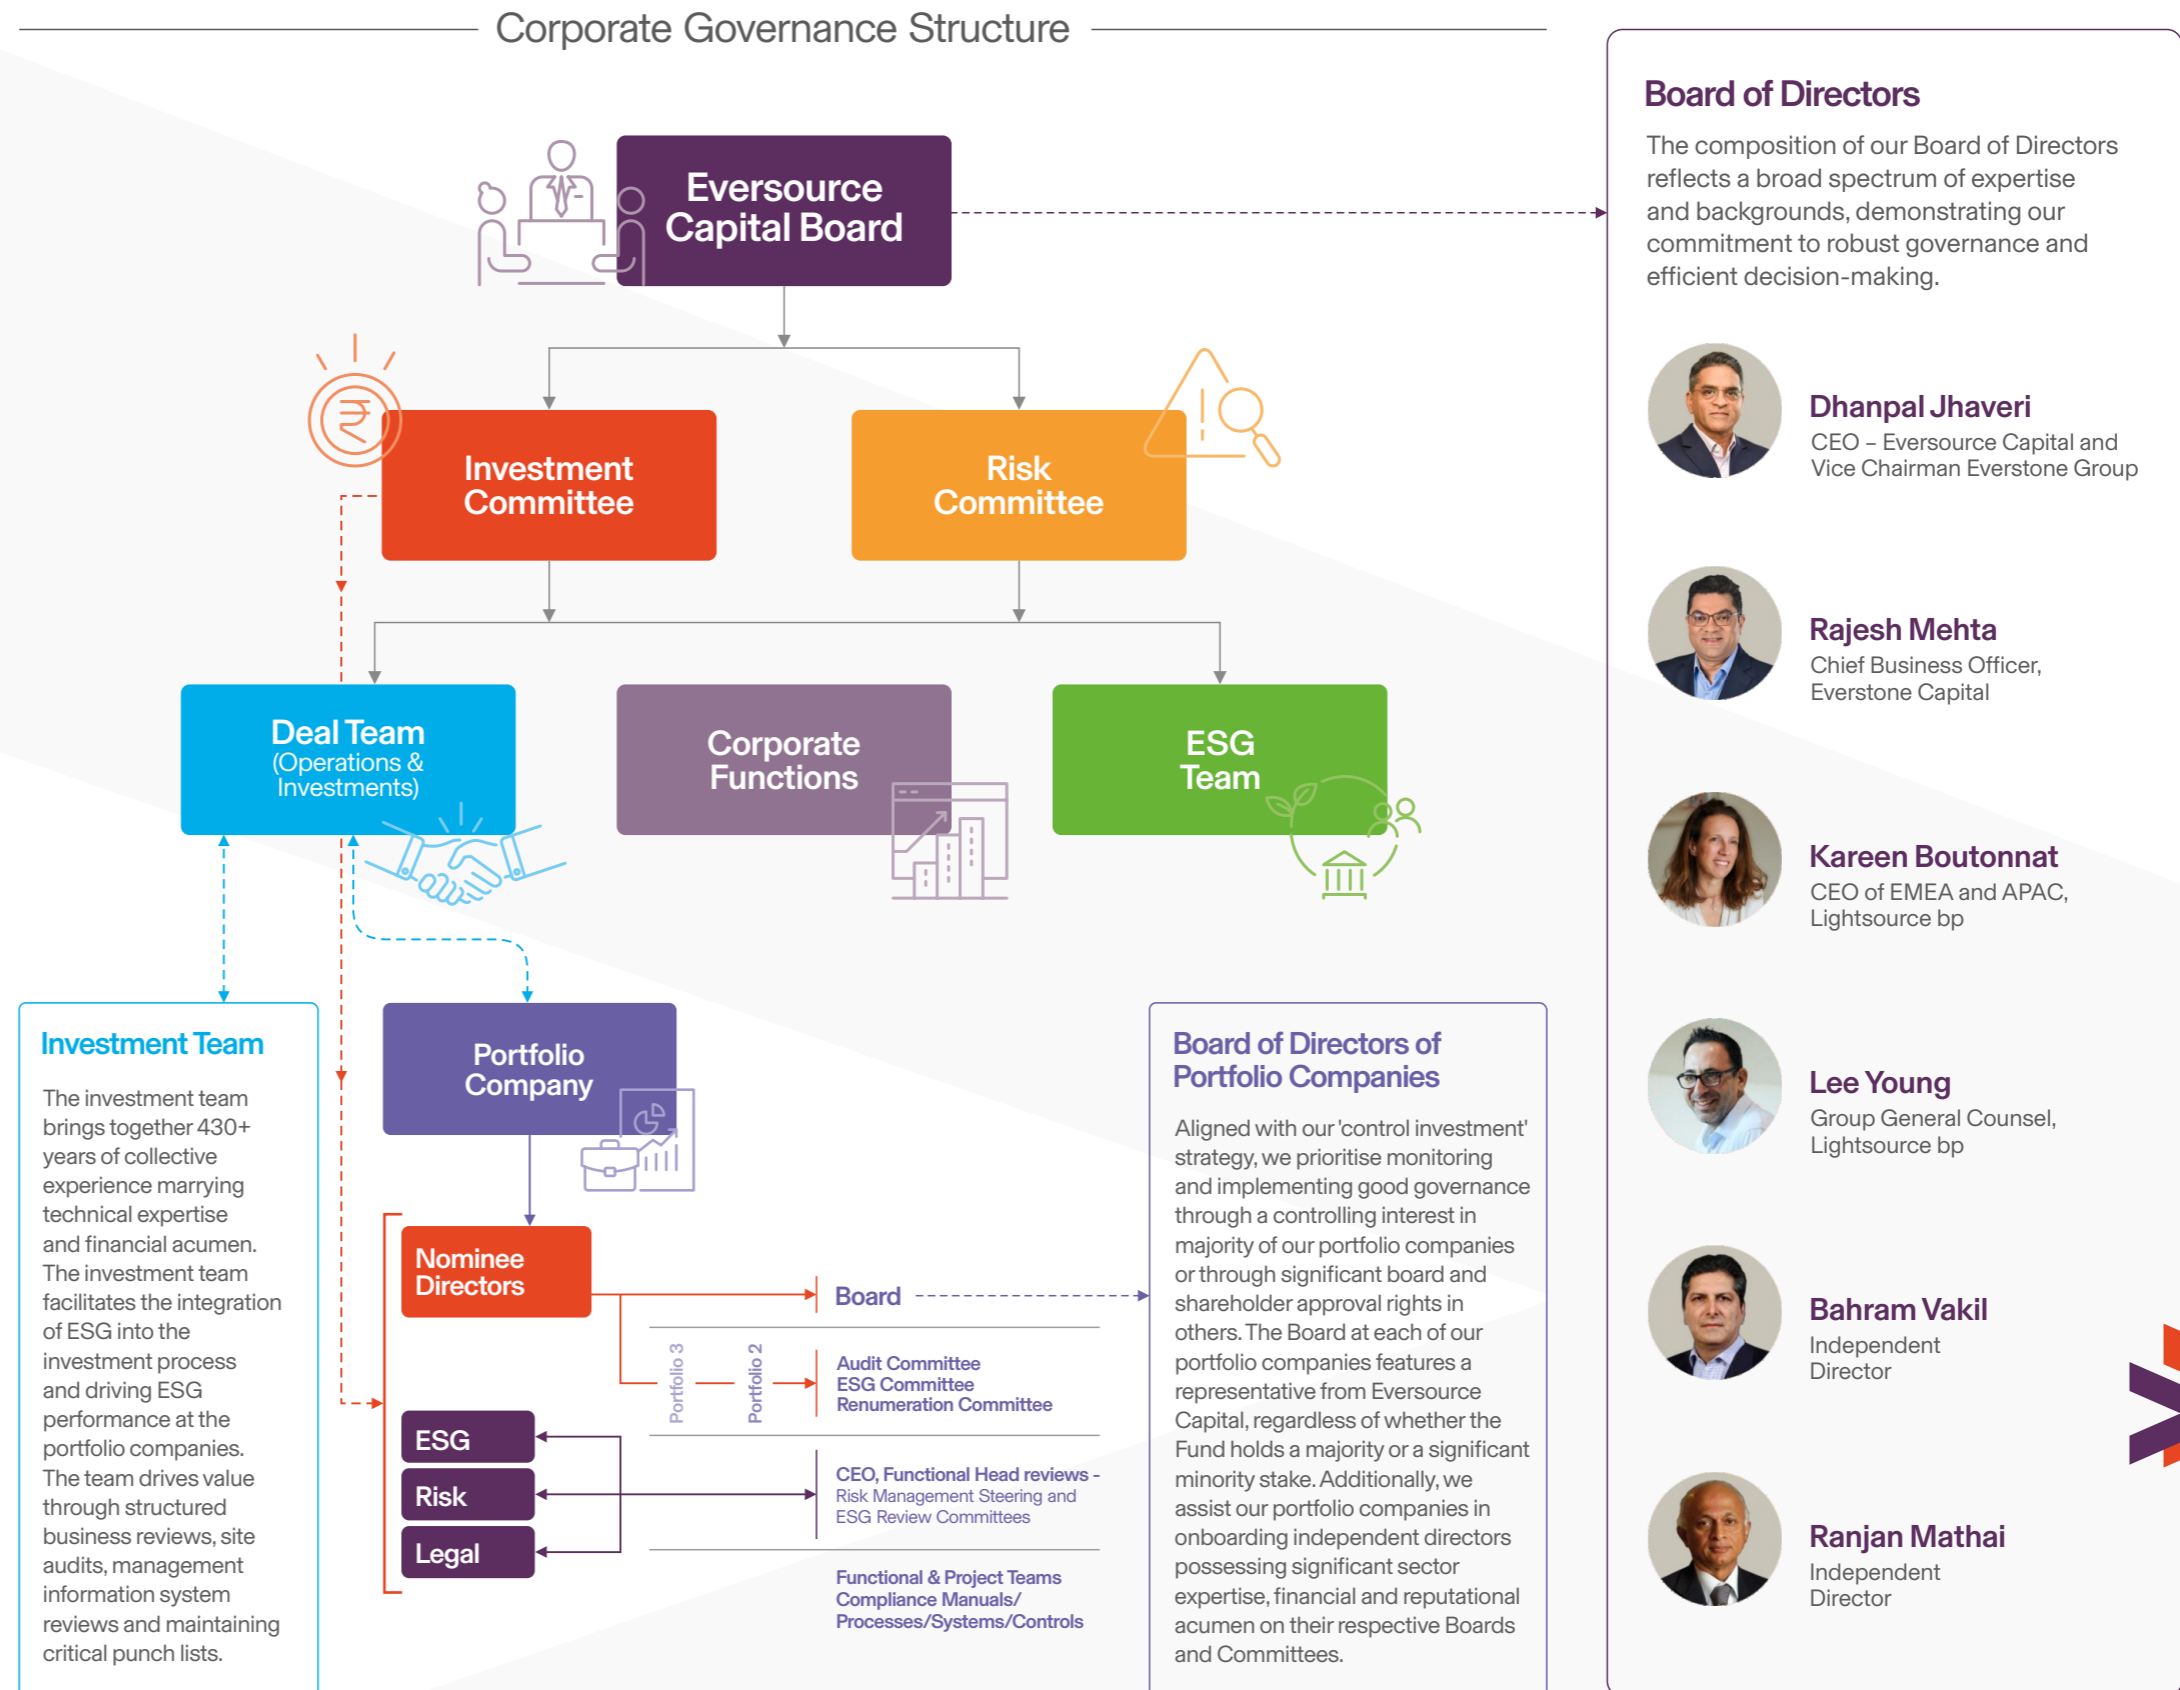 Corporate Governance Structure
Eversource
Capital Board
Investment
Committee
Risk
Committee
Deal Team
(Operations &
Investments)
Corporate
Functions
ESG
Team
Investment Team
The investment team
brings together 430+
years of collective
experience marrying
technical expertise
and financial acumen.
The investment team
facilitates the integration
of ESG into the
investment process
and driving ESG
performance at the
portfolio companies.
The team drives value
through structured
business reviews, site
audits, management
information system
reviews and maintaining
critical punch lists.
Portfolio
Company
Nominee
Directors
ESG
Risk
Legal
Board
Portfolio 3
Portfolio 2
Audit Committee
ESG Committee
Renumeration Committee
CEO, Functional Head reviews -
Risk Management Steering and
ESG Review Committees
Functional & Project Teams
Compliance Manuals/
Processes/Systems/Controls
Board of Directors of
Portfolio Companies
Aligned with our 'control investment'
strategy, we prioritise monitoring
and implementing good governance
through a controlling interest in
majority of our portfolio companies
or through significant board and
shareholder approval rights in
others. The Board at each of our
portfolio companies features a
representative from Eversource
Capital, regardless of whether the
Fund holds a majority or a significant
minority stake. Additionally, we
assist our portfolio companies in
onboarding independent directors
possessing significant sector
expertise, financial and reputational
acumen on their respective Boards
and Committees.
Board of Directors
The composition of our Board of Directors
reflects a broad spectrum of expertise
and backgrounds, demonstrating our
commitment to robust governance and
efficient decision-making.
Dhanpal Jhaveri
CEO – Eversource Capital and
Vice Chairman Everstone Group
Rajesh Mehta
Chief Business Officer,
Everstone Capital
Kareen Boutonnat
CEO of EMEA and APAC,
Lightsource bp
Lee Young
Group General Counsel,
Lightsource bp
Bahram Vakil
Independent
Director
Ranjan Mathai
Independent
Director